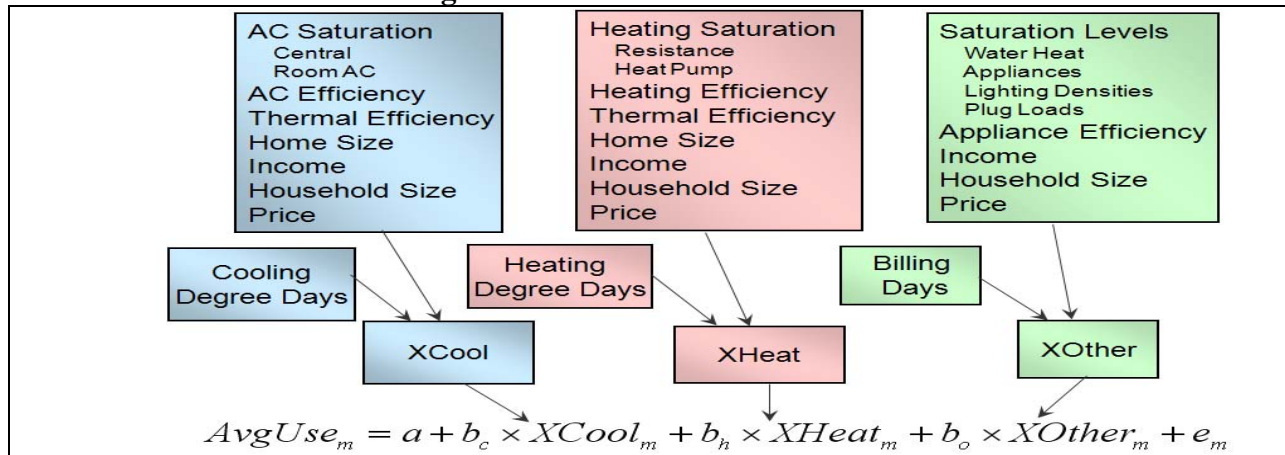 AC Saturation
Central
Room AC
AC Efficiency
Thermal Efficiency
Home Size
Income
Household Size
Price
Heating Saturation
Resistance
Heat Pump
Heating Efficiency
Thermal Efficiency
Home Size
Income
Household Size
Price
Saturation Levels
Water Heat
Appliances
Lighting Densities
Plug Loads
Appliance Efficiency
Income
Household Size
Price
Cooling
Degree Days
Heating
Degree Days
Billing
Days
XCool
XHeat
XOther
AvgUse_m = a + b_c × XCool_m + b_h × XHeat_m + b_o × XOther_m + e_m